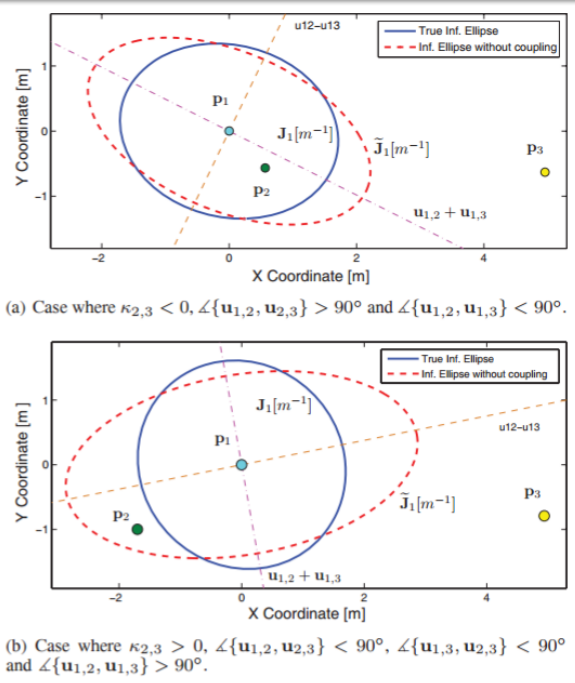 u12-u13
True Inf. Ellipse
Inf. Ellipse without coupling
p₁
J₁[m⁻¹]
J̃₁[m⁻¹]
p₃
p₂
u₁,₂ + u₁,₃
Y Coordinate [m]
1
0
−1
−2
0
2
4
X Coordinate [m]
(a) Case where κ₂,₃ < 0, ∡{u₁,₂, u₂,₃} > 90° and ∡{u₁,₂, u₁,₃} < 90°.
True Inf. Ellipse
Inf. Ellipse without coupling
J₁[m⁻¹]
u12-u13
p₁
p₂
J̃₁[m⁻¹]
p₃
u₁,₂ + u₁,₃
Y Coordinate [m]
1
0
−1
−2
0
2
4
X Coordinate [m]
(b) Case where κ₂,₃ > 0, ∡{u₁,₂, u₂,₃} < 90°, ∡{u₁,₃, u₂,₃} < 90°
and ∡{u₁,₂, u₁,₃} > 90°.